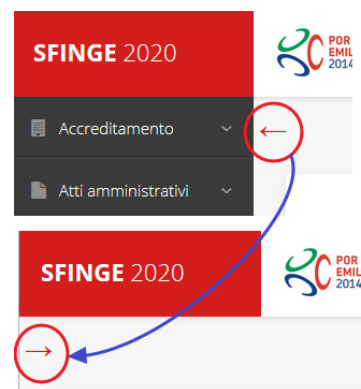 SFINGE 2020
POR
EMIL
2014
Accreditamento
←
Atti amministrativi
SFINGE 2020
POR
EMIL
2014
→